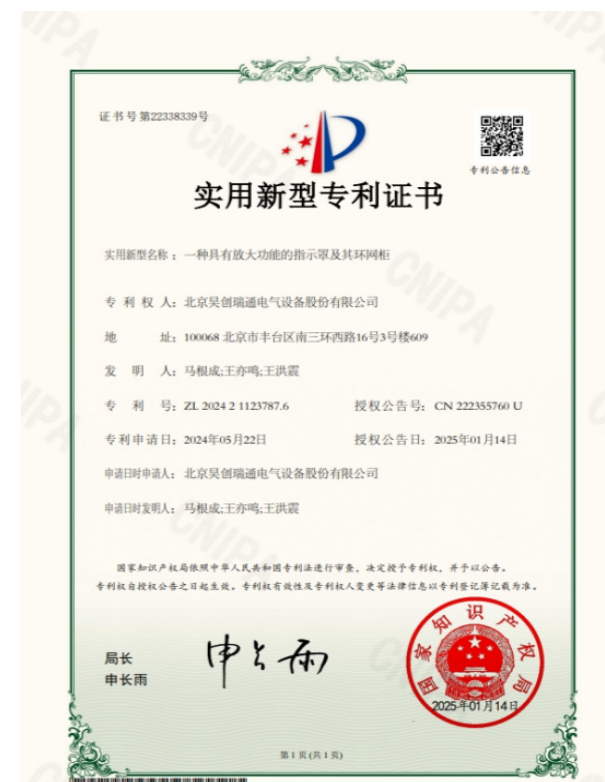 证书号第22338339号
专利公告信息
实用新型专利证书
实用新型名称：一种具有放大功能的指示罩及其环网柜
专利权人：北京昊创瑞通电气设备股份有限公司
地址：100068 北京市丰台区南三环西路16号3号楼609
发明人：马根成;王亦鸣;王洪震
专利号：ZL 2024 2 1123787.6 授权公告号：CN 222355760 U
专利申请日：2024年05月22日 授权公告日：2025年01月14日
申请日时申请人：北京昊创瑞通电气设备股份有限公司
申请日时发明人：马根成;王亦鸣;王洪震
国家知识产权局依照中华人民共和国专利法进行审查，决定授予专利权，并予以公告。
专利权自授权公告之日起生效。专利权有效性及专利权人变更等法律信息以专利登记簿记载为准。
局长
申长雨
申长雨
国家知识产权局
2025年01月14日
第1页(共1页)
CNIPA